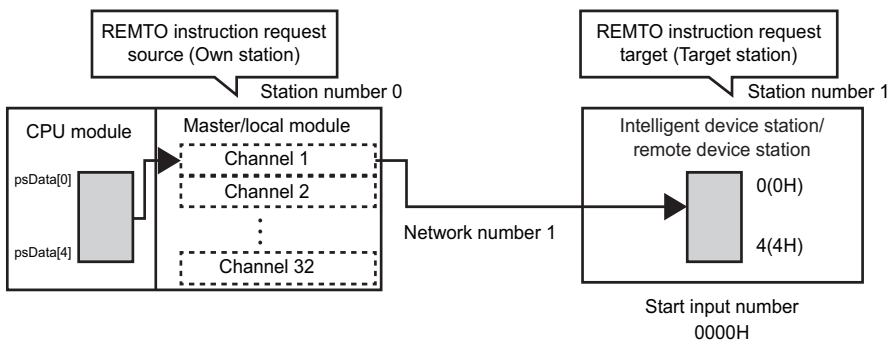 REMTO instruction request
source (Own station)
REMTO instruction request
target (Target station)
Station number 0
Station number 1
CPU module
Master/local module
Intelligent device station/
remote device station
psData[0]
psData[4]
Channel 1
Channel 2
Channel 32
Network number 1
0(0H)
4(4H)
Start input number
0000H